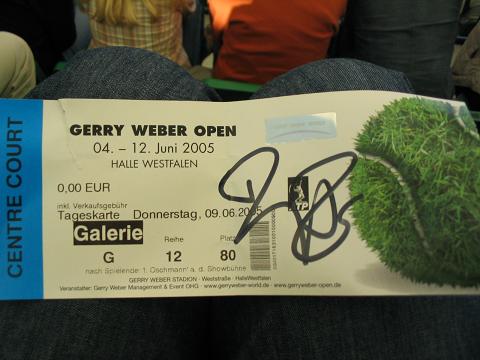 CENTRE COURT
GERRY WEBER OPEN
04. – 12. Juni 2005
HALLE WESTFALEN
0,00 EUR
inkl. Verkaufsgebühr
Tageskarte Donnerstag, 09.06.2005
Galerie Reihe Platz
G 12 80
nach Spielende: 1. Oschmann' a. d. Showbühne
GERRY WEBER STADION · Weststraße · Halle/Westfalen
Veranstalter: Gerry Weber Management & Event OHG · www.gerryweber-world.de · www.gerryweber-open.de